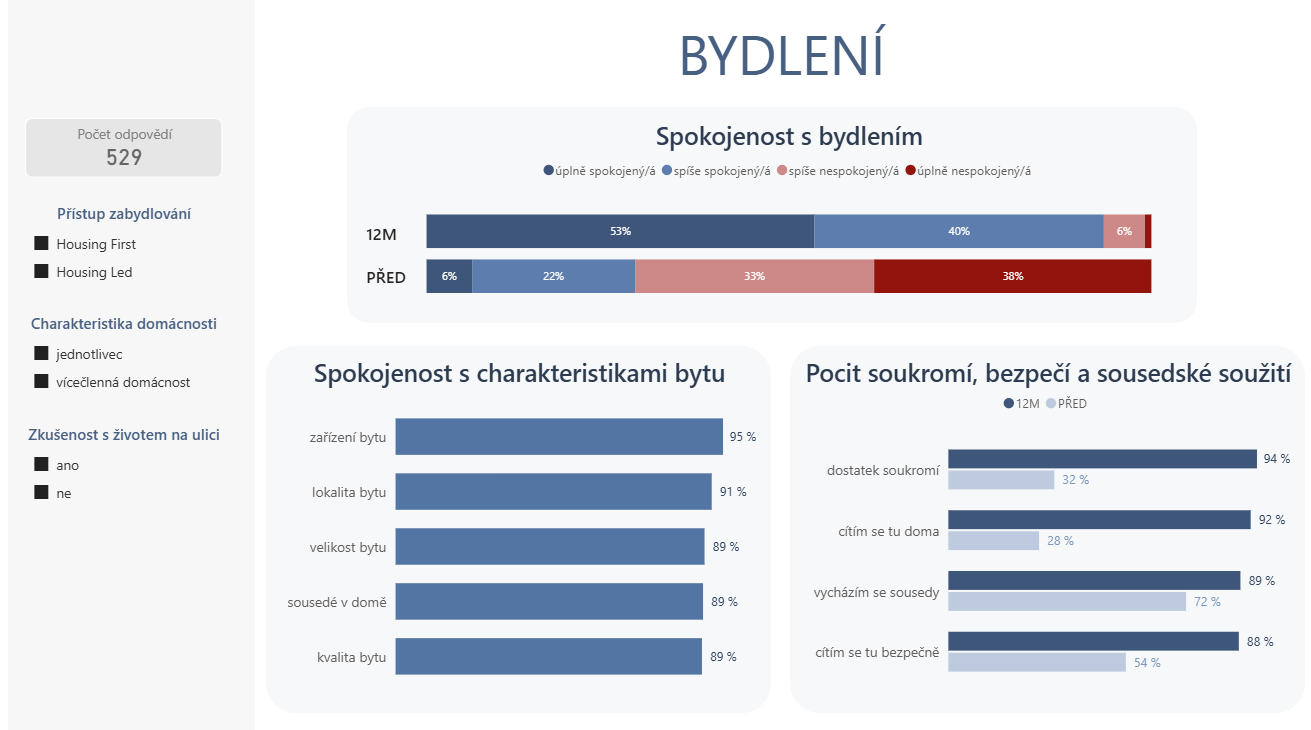 BYDLENÍ
Počet odpovědí
529
Přístup zabydlování
Housing First
Housing Led
Charakteristika domácnosti
jednotlivec
vícečlenná domácnost
Zkušenost s životem na ulici
ano
ne
Spokojenost s bydlením
úplně spokojený/á spíše spokojený/á spíše nespokojený/á úplně nespokojený/á
12M 53% 40% 6%
PŘED 6% 22% 33% 38%
Spokojenost s charakteristikami bytu
zařízení bytu 95 %
lokalita bytu 91 %
velikost bytu 89 %
sousedé v domě 89 %
kvalita bytu 89 %
Pocit soukromí, bezpečí a sousedské soužití
12M PŘED
dostatek soukromí 94 %
32 %
cítím se tu doma 92 %
28 %
vycházím se sousedy 89 %
72 %
cítím se tu bezpečně 88 %
54 %